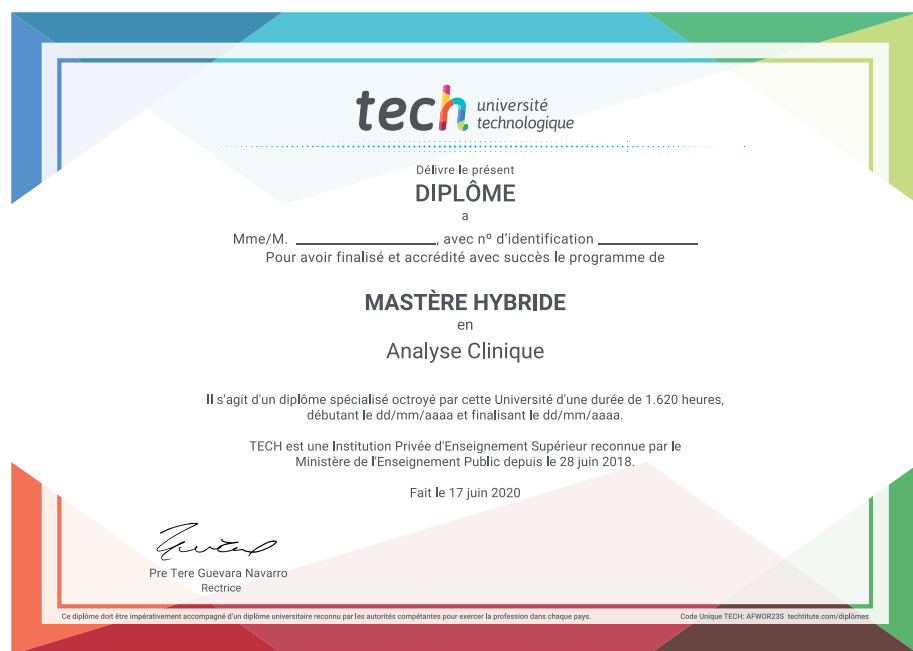 tech université
technologique
Délivre le présent
DIPLÔME
a
Mme/M. ____________________, avec nº d'identification ______________
Pour avoir finalisé et accrédité avec succès le programme de
MASTÈRE HYBRIDE
en
Analyse Clinique
Il s'agit d'un diplôme spécialisé octroyé par cette Université d'une durée de 1.620 heures,
débutant le dd/mm/aaaa et finalisant le dd/mm/aaaa.
TECH est une Institution Privée d'Enseignement Supérieur reconnue par le
Ministère de l'Enseignement Public depuis le 28 juin 2018.
Fait le 17 juin 2020
Pre Tere Guevara Navarro
Rectrice
Ce diplôme doit être impérativement accompagné d'un diplôme universitaire reconnu par les autorités compétantes pour exercer la profession dans chaque pays.
Code Unique TECH: AFWOR23S techtitute.com/diplômes